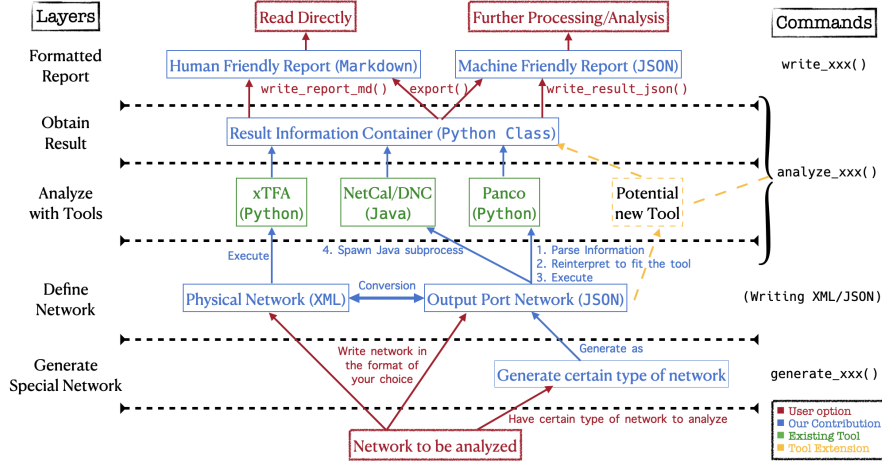 Layers
Read Directly
Further Processing/Analysis
Commands
Formatted
Report
Human Friendly Report (Markdown)
Machine Friendly Report (JSON)
write_xxx()
write_report_md()
export()
write_result_json()
Obtain
Result
Result Information Container (Python Class)
analyze_xxx()
Analyze
with Tools
xTFA
(Python)
NetCal/DNC
(Java)
Panco
(Python)
Potential
new Tool
Execute
4. Spawn Java subprocess
1. Parse Information
2. Reinterpret to fit the tool
3. Execute
Define
Network
Physical Network (XML)
Conversion
Output Port Network (JSON)
(Writing XML/JSON)
Write network in
the format of
your choice
Generate as
Generate
Special Network
Generate certain type of network
generate_xxx()
Have certain type of network to analyze
Network to be analyzed
User option
Our Contribution
Existing Tool
Tool Extension